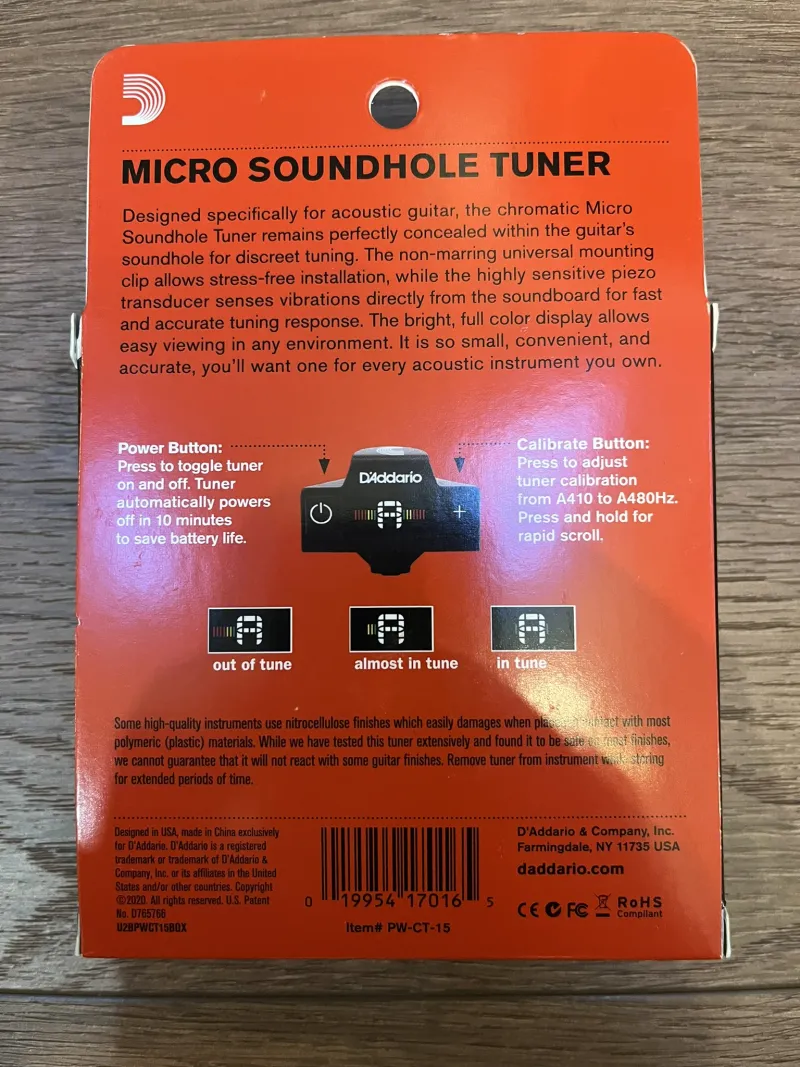 MICRO SOUNDHOLE TUNER
Designed specifically for acoustic guitar, the chromatic Micro
Soundhole Tuner remains perfectly concealed within the guitar's
soundhole for discreet tuning. The non-marring universal mounting
clip allows stress-free installation, while the highly sensitive piezo
transducer senses vibrations directly from the soundboard for fast
and accurate tuning response. The bright, full color display allows
easy viewing in any environment. It is so small, convenient, and
accurate, you'll want one for every acoustic instrument you own.
Power Button:
Press to toggle tuner
on and off. Tuner
automatically powers
off in 10 minutes
to save battery life.
D'Addario
A
+
Calibrate Button:
Press to adjust
tuner calibration
from A410 to A480Hz.
Press and hold for
rapid scroll.
A
out of tune
A
almost in tune
A
in tune
Some high-quality instruments use nitrocellulose finishes which easily damages when placed in contact with most
polymeric (plastic) materials. While we have tested this tuner extensively and found it to be safe on most finishes,
we cannot guarantee that it will not react with some guitar finishes. Remove tuner from instrument while storing
for extended periods of time.
Designed in USA, made in China exclusively
for D'Addario. D'Addario is a registered
trademark or trademark of D'Addario &
Company, Inc. or its affiliates in the United
States and/or other countries. Copyright
©2020. All rights reserved. U.S. Patent
No. D765766
U2BPWCT15BOX
0 19954 17016 5
Item# PW-CT-15
D'Addario & Company, Inc.
Farmingdale, NY 11735 USA
daddario.com
CE FC RoHS
Compliant